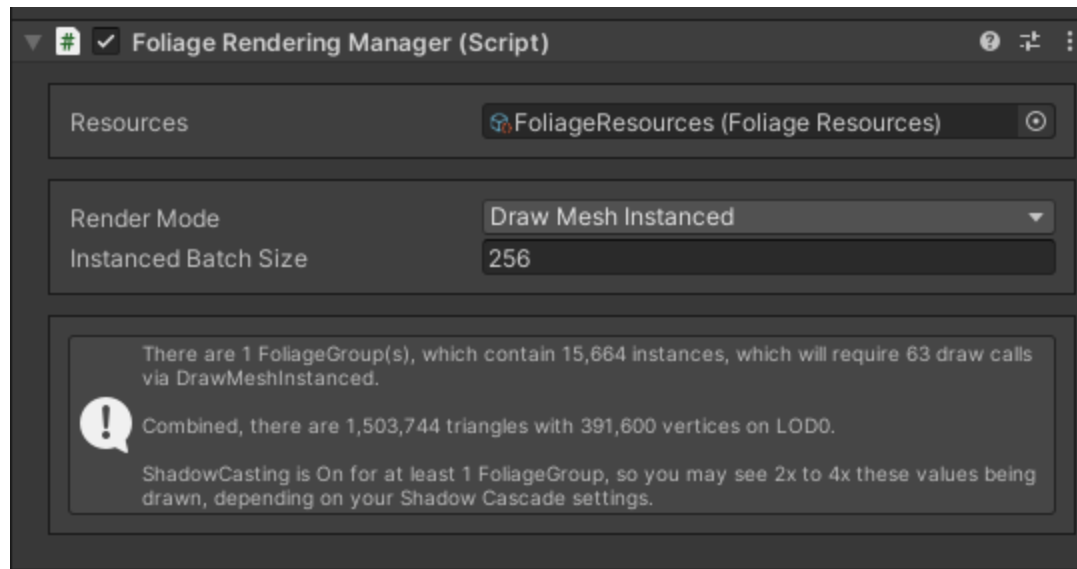 Foliage Rendering Manager (Script)
Resources
FoliageResources (Foliage Resources)
Render Mode
Draw Mesh Instanced
Instanced Batch Size
256
There are 1 FoliageGroup(s), which contain 15,664 instances, which will require 63 draw calls
via DrawMeshInstanced.
Combined, there are 1,503,744 triangles with 391,600 vertices on LOD0.
ShadowCasting is On for at least 1 FoliageGroup, so you may see 2x to 4x these values being
drawn, depending on your Shadow Cascade settings.